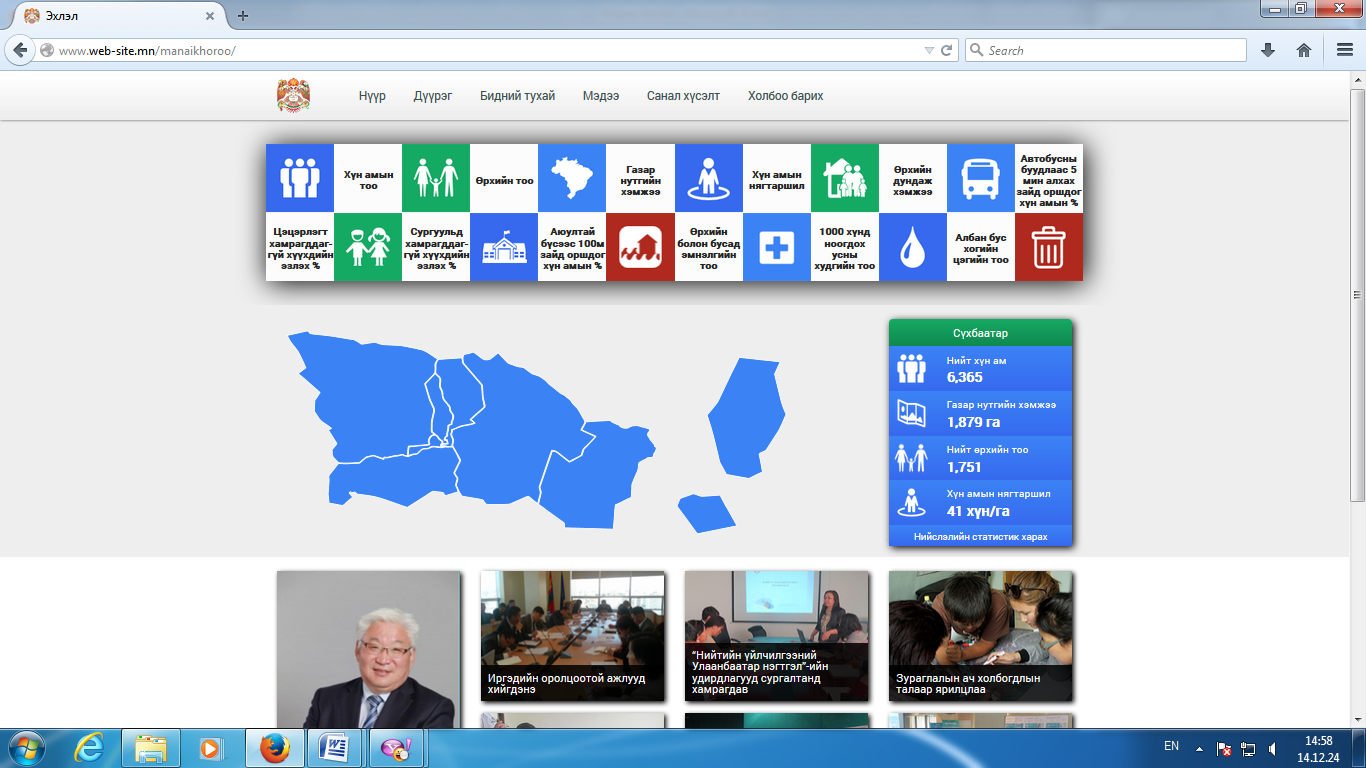 Эхлэл
www.web-site.mn/manaikhoroo/
Search
Нүүр
Дүүрэг
Бидний тухай
Мэдээ
Санал хүсэлт
Холбоо барих
Хүн амын
тоо
Өрхийн тоо
Газар
нутгийн
хэмжээ
Хүн амын
нягтаршил
Өрхийн
дундаж
хэмжээ
Автобусны
буудлаас 5
мин алхах
зайд оршдог
хүн амын %
Цэцэрлэгт
хамрагддаг-
гүй хүүхдийн
эзлэх %
Сургуульд
хамрагддаг-
гүй хүүхдийн
эзлэх %
Аюултай
бүсээс 100м
зайд оршдог
хүн амын %
Өрхийн
болон бусад
эмнэлгийн
тоо
1000 хүнд
ноогдох
усны
худгийн тоо
Албан бус
хогийн
цэгийн тоо
Сүхбаатар
Нийт хүн ам
6,365
Газар нутгийн хэмжээ
1,879 га
Нийт өрхийн тоо
1,751
Хүн амын нягтаршил
41 хүн/га
Нийслэлийн статистик харах
Иргэдийн оролцоотой ажлууд
хийгдэнэ
“Нийтийн үйлчилгээний
Улаанбаатар нэгтгэл”-ийн
удирдлагууд сургалтанд
хамрагдав
Зураглалын ач холбогдлын
талаар ярилцлаа
EN
14:58
14.12.24